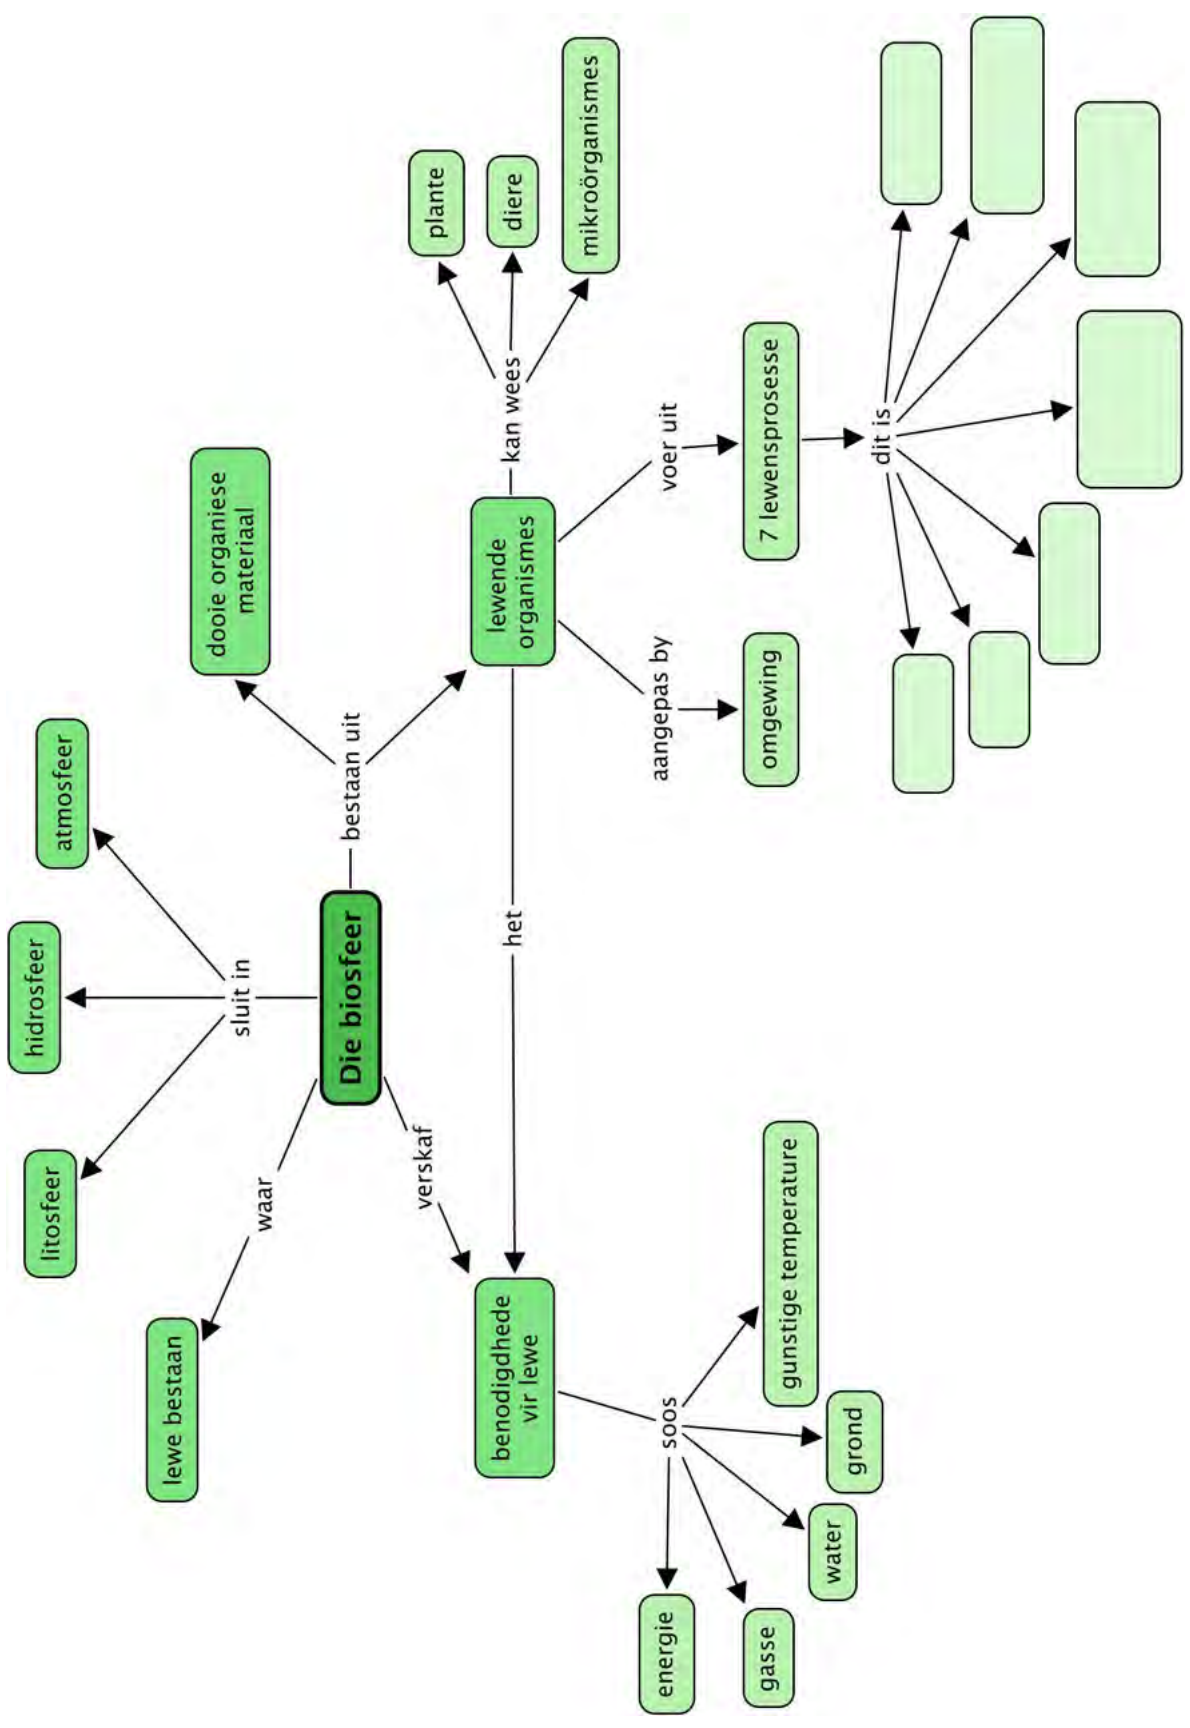 litosfeer
hidrosfeer
atmosfeer
sluit in
waar
lewe bestaan
Die biosfeer
bestaan uit
dooie organiese
materiaal
verskaf
benodigdhede
vir lewe
het
lewende
organismes
kan wees
plante
diere
mikroörganismes
soos
energie
gasse
water
grond
gunstige temperature
aangepas by
omgewing
voer uit
7 lewensprosesse
dit is